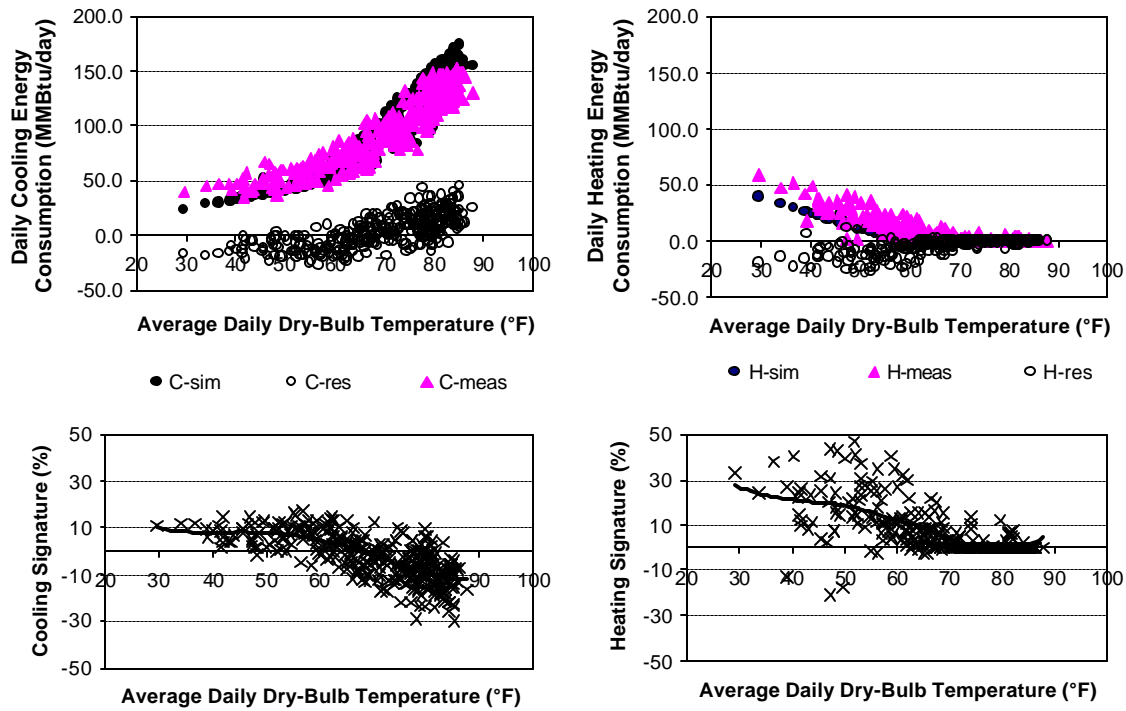 Daily Cooling Energy
Consumption (MMBtu/day)
200.0
150.0
100.0
50.0
0.0
-50.0
20 30 40 50 60 70 80 90 100
Average Daily Dry-Bulb Temperature (°F)
C-sim C-res C-meas
Daily Heating Energy
Consumption (MMBtu/day)
200.0
150.0
100.0
50.0
0.0
-50.0
20 30 40 50 60 70 80 90 100
Average Daily Dry-Bulb Temperature (°F)
H-sim H-meas H-res
Cooling Signature (%)
50
30
10
-10
-30
-50
20 30 40 50 60 70 80 90 100
Average Daily Dry-Bulb Temperature (°F)
Heating Signature (%)
50
30
10
-10
-30
-50
20 30 40 50 60 70 80 90 100
Average Daily Dry-Bulb Temperature (°F)